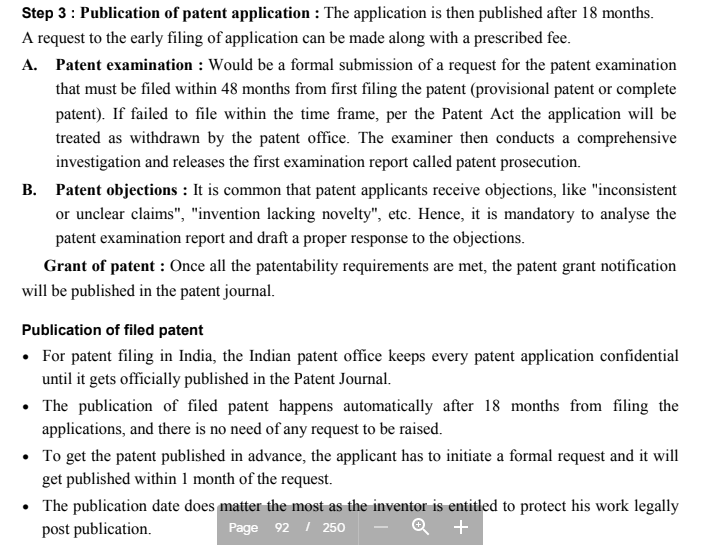 Step 3 : Publication of patent application : The application is then published after 18 months.
A request to the early filing of application can be made along with a prescribed fee.
A. Patent examination : Would be a formal submission of a request for the patent examination
that must be filed within 48 months from first filing the patent (provisional patent or complete
patent). If failed to file within the time frame, per the Patent Act the application will be
treated as withdrawn by the patent office. The examiner then conducts a comprehensive
investigation and releases the first examination report called patent prosecution.
B. Patent objections : It is common that patent applicants receive objections, like "inconsistent
or unclear claims", "invention lacking novelty", etc. Hence, it is mandatory to analyse the
patent examination report and draft a proper response to the objections.
Grant of patent : Once all the patentability requirements are met, the patent grant notification
will be published in the patent journal.
Publication of filed patent
• For patent filing in India, the Indian patent office keeps every patent application confidential
until it gets officially published in the Patent Journal.
• The publication of filed patent happens automatically after 18 months from filing the
applications, and there is no need of any request to be raised.
• To get the patent published in advance, the applicant has to initiate a formal request and it will
get published within 1 month of the request.
• The publication date does matter the most as the inventor is entitled to protect his work legally
post publication.
Page 92 / 250